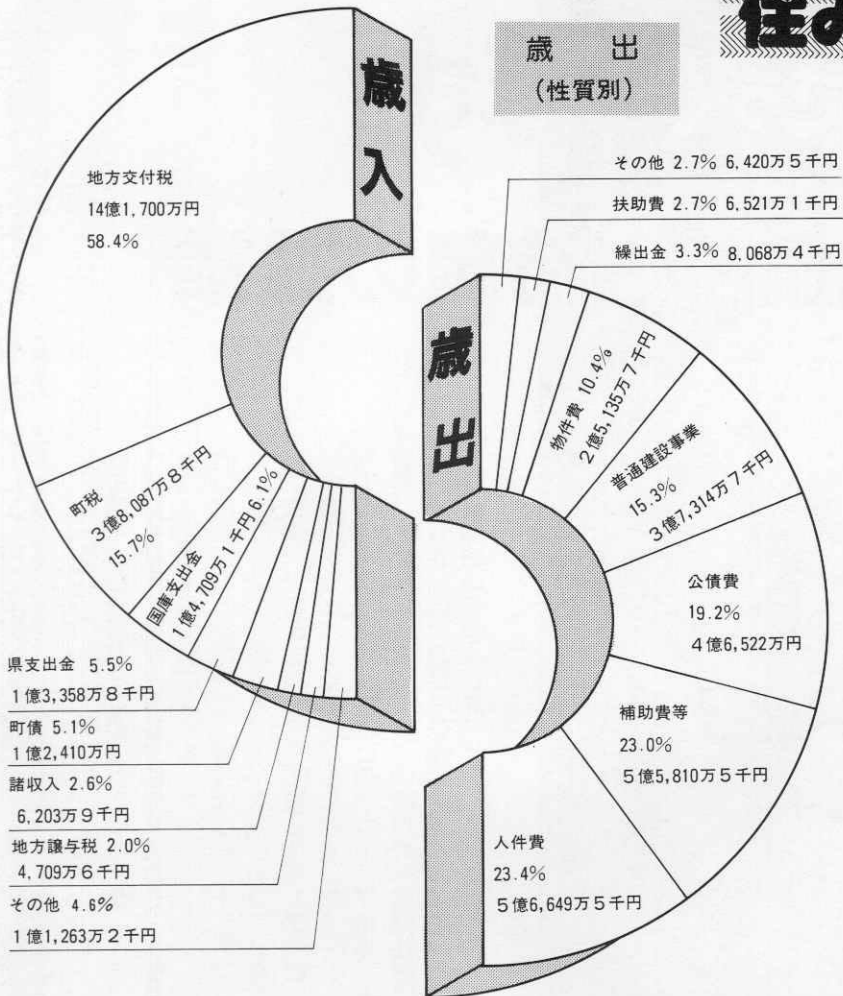 住み
歳出
(性質別)
歳入
地方交付税
14億1,700万円
58.4%
町税
3億8,087万8千円
15.7%
国庫支出金
1億4,709万1千円 6.1%
県支出金 5.5%
1億3,358万8千円
町債 5.1%
1億2,410万円
諸収入 2.6%
6,203万9千円
地方譲与税 2.0%
4,709万6千円
その他 4.6%
1億1,263万2千円
歳出
その他 2.7% 6,420万5千円
扶助費 2.7% 6,521万1千円
繰出金 3.3% 8,068万4千円
物件費 10.4%
2億5,135万7千円
普通建設事業
15.3%
3億7,314万7千円
公債費
19.2%
4億6,522万円
補助費等
23.0%
5億5,810万5千円
人件費
23.4%
5億6,649万5千円